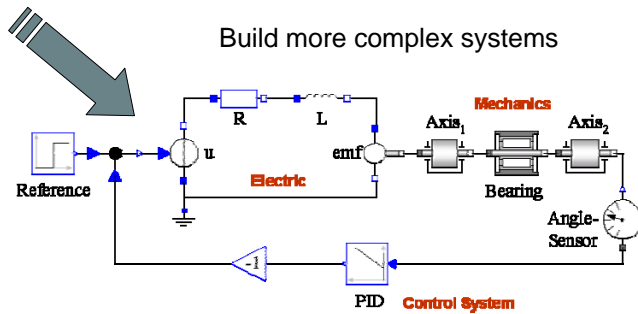 Build more complex systems
Mechanics
R
L
Axis1
Axis2
u
emf
Reference
Electric
Bearing
Angle-
Sensor
PID
Control System